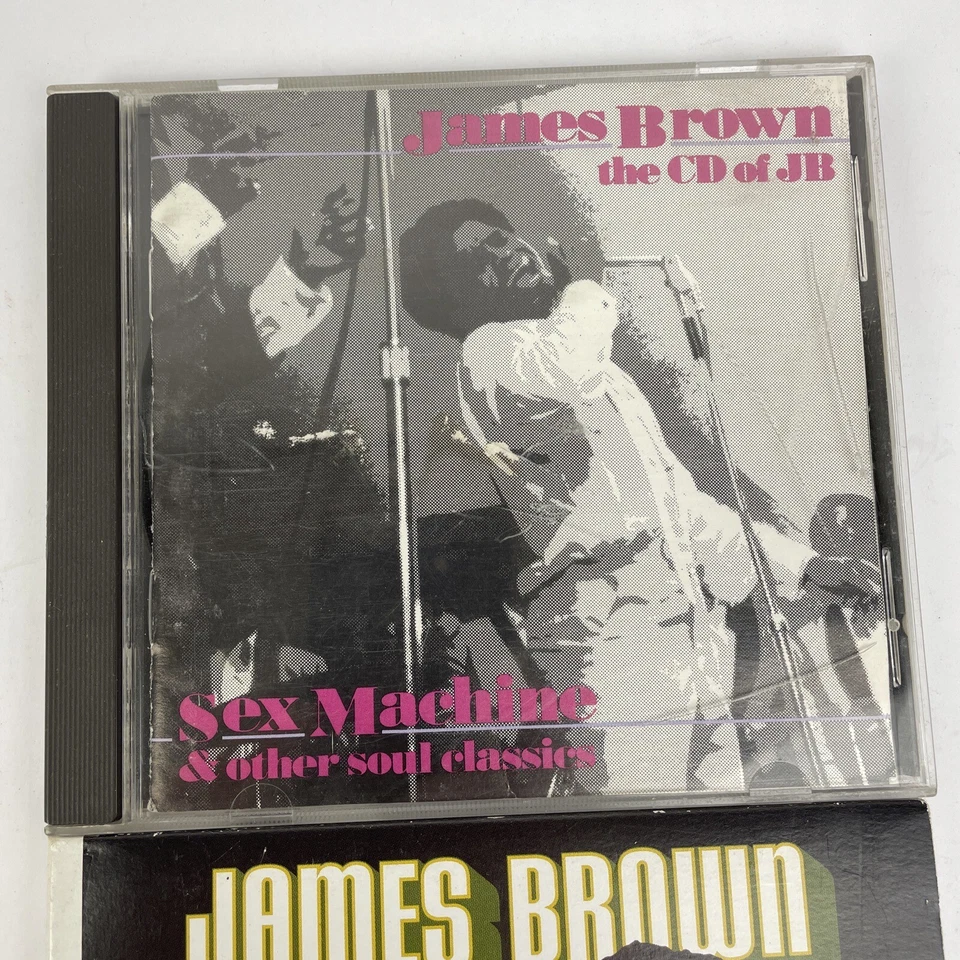 James Brown
the CD of JB
Sex Machine
& other soul classics
JAMES BROWN